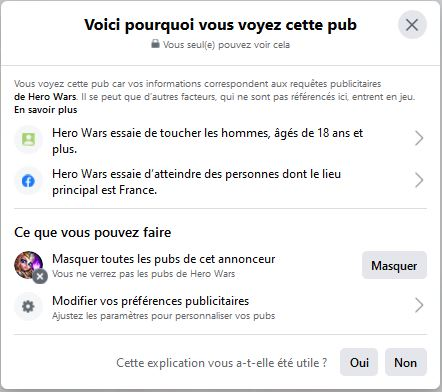 Voici pourquoi vous voyez cette pub
Vous seul(e) pouvez voir cela
Vous voyez cette pub car vos informations correspondent aux requêtes publicitaires
de Hero Wars. Il se peut que d'autres facteurs, qui ne sont pas référencés ici, entrent en jeu.
En savoir plus
Hero Wars essaie de toucher les hommes, âgés de 18 ans et
plus.
Hero Wars essaie d'atteindre des personnes dont le lieu
principal est France.
Ce que vous pouvez faire
Masquer toutes les pubs de cet annonceur
Vous ne verrez pas les pubs de Hero Wars
Masquer
Modifier vos préférences publicitaires
Ajustez les paramètres pour personnaliser vos pubs
Cette explication vous a-t-elle été utile ? Oui Non